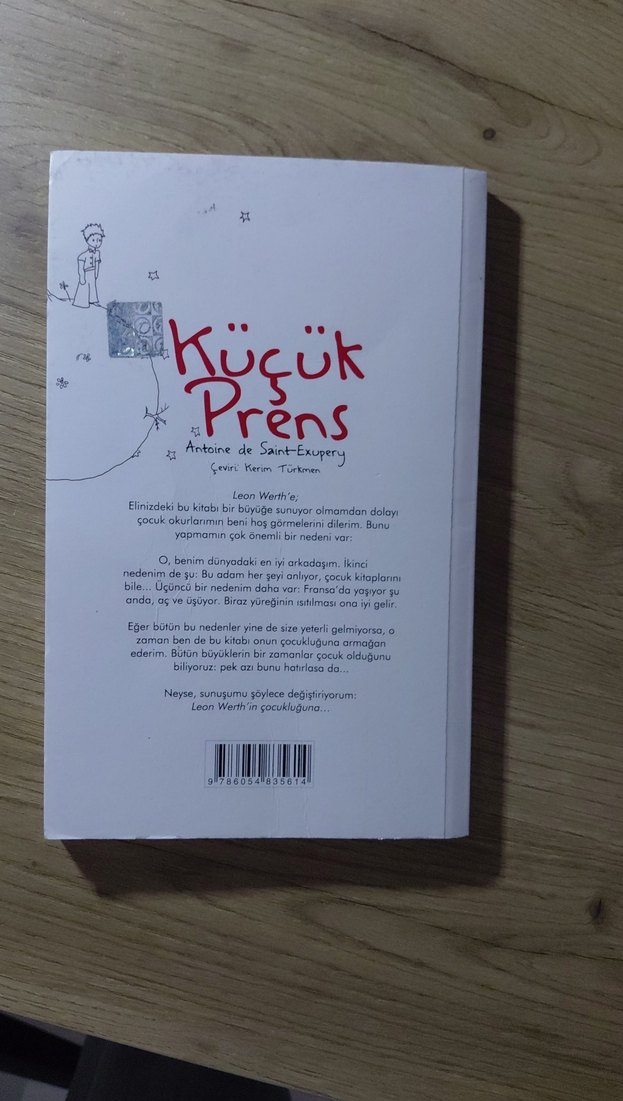 Küçük
Prens
Antoine de Saint-Exupery
Çeviri: Kerim Türkmen
Leon Werth'e;
Elinizdeki bu kitabı bir büyüğe sunuyor olmamdan dolayı
çocuk okurlarımın beni hoş görmelerini dilerim. Bunu
yapmamın çok önemli bir nedeni var:
O, benim dünyadaki en iyi arkadaşım. İkinci
nedenim de şu: Bu adam her şeyi anlıyor, çocuk kitaplarını
bile... Üçüncü bir nedenim daha var: Fransa'da yaşıyor şu
anda, aç ve üşüyor. Biraz yüreğinin ısıtılması ona iyi gelir.
Eğer bütün bu nedenler yine de size yeterli gelmiyorsa, o
zaman ben de bu kitabı onun çocukluğuna armağan
ederim. Bütün büyüklerin bir zamanlar çocuk olduğunu
biliyoruz: pek azı bunu hatırlasa da...
Neyse, sunuşumu şöylece değiştiriyorum:
Leon Werth'in çocukluğuna...
9 786054 835614